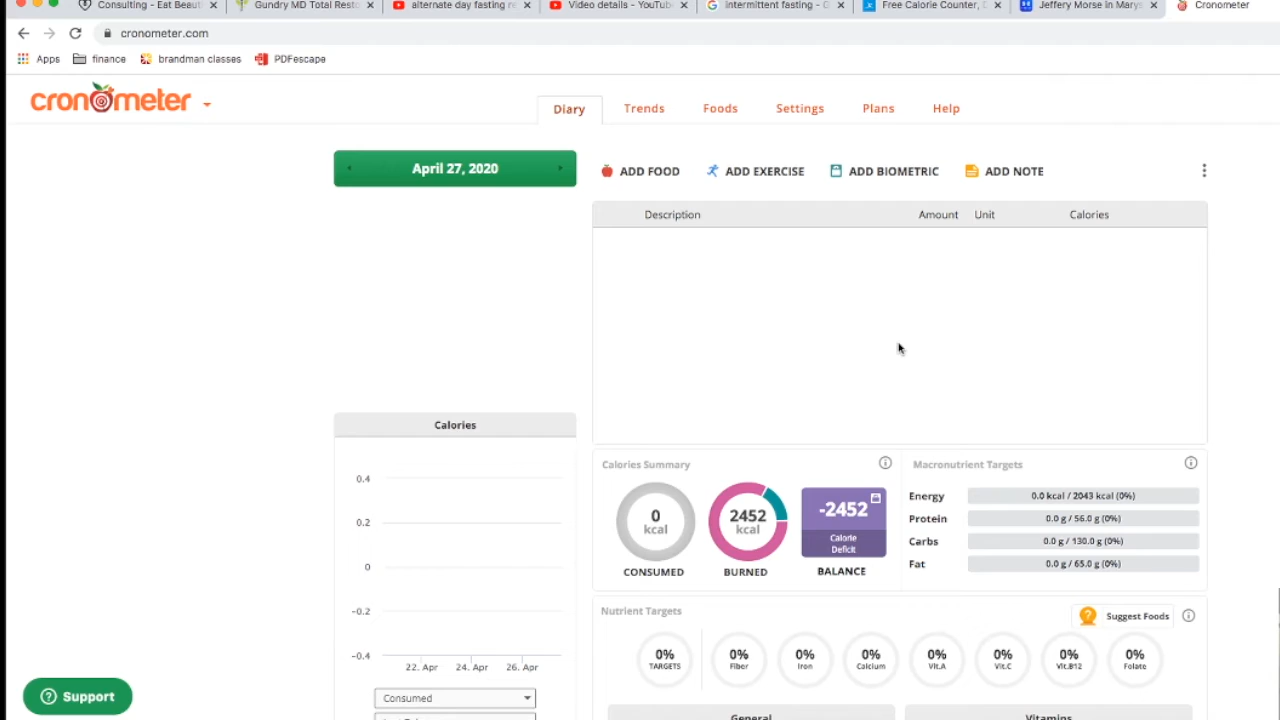 Consulting - Eat Beauti
Gundry MD Total Resto
alternate day fasting re
Video details - YouTube
intermittent fasting - G
Free Calorie Counter, D
Jeffery Morse in Marys
Cronometer
cronometer.com
Apps
finance
brandman classes
PDFescape
cronometer
Diary
Trends
Foods
Settings
Plans
Help
April 27, 2020
ADD FOOD
ADD EXERCISE
ADD BIOMETRIC
ADD NOTE
Description
Amount
Unit
Calories
Calories
0.4
0.2
0
-0.2
-0.4
22. Apr
24. Apr
26. Apr
Consumed
Calories Summary
0
kcal
CONSUMED
2452
kcal
BURNED
-2452
Calorie
Deficit
BALANCE
Macronutrient Targets
Energy 0.0 kcal / 2043 kcal (0%)
Protein 0.0 g / 56.0 g (0%)
Carbs 0.0 g / 130.0 g (0%)
Fat 0.0 g / 65.0 g (0%)
Nutrient Targets
Suggest Foods
0%
TARGETS
0%
Fiber
0%
Iron
0%
Calcium
0%
Vit.A
0%
Vit.C
0%
Vit.B12
0%
Folate
General
Vitamins
Support